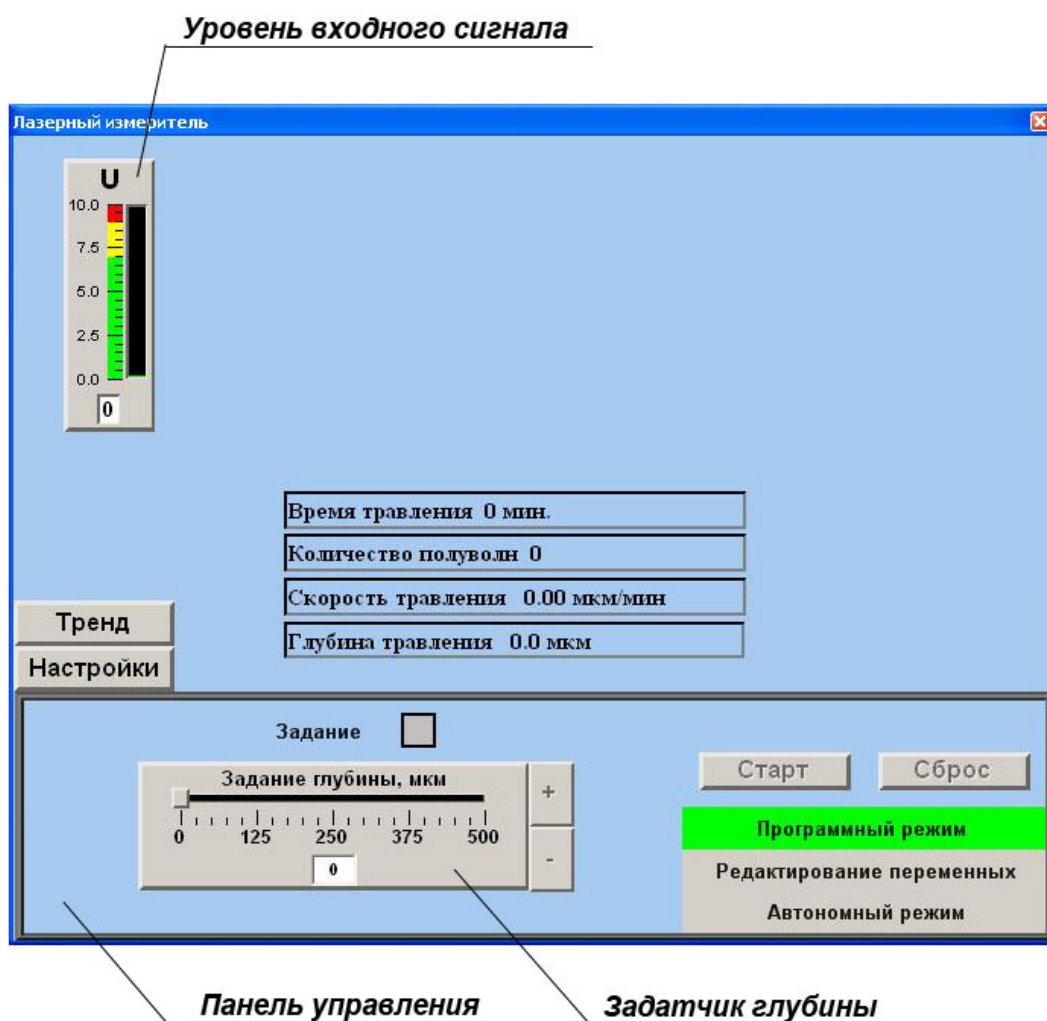 Уровень входного сигнала
Лазерный измеритель
U
10.0
7.5
5.0
2.5
0.0
0
Время травления 0 мин.
Количество полуволн 0
Скорость травления 0.00 мкм/мин
Глубина травления 0.0 мкм
Тренд
Настройки
Задание
Задание глубины, мкм
0 125 250 375 500
0
+
-
Старт Сброс
Программный режим
Редактирование переменных
Автономный режим
Панель управления Задатчик глубины